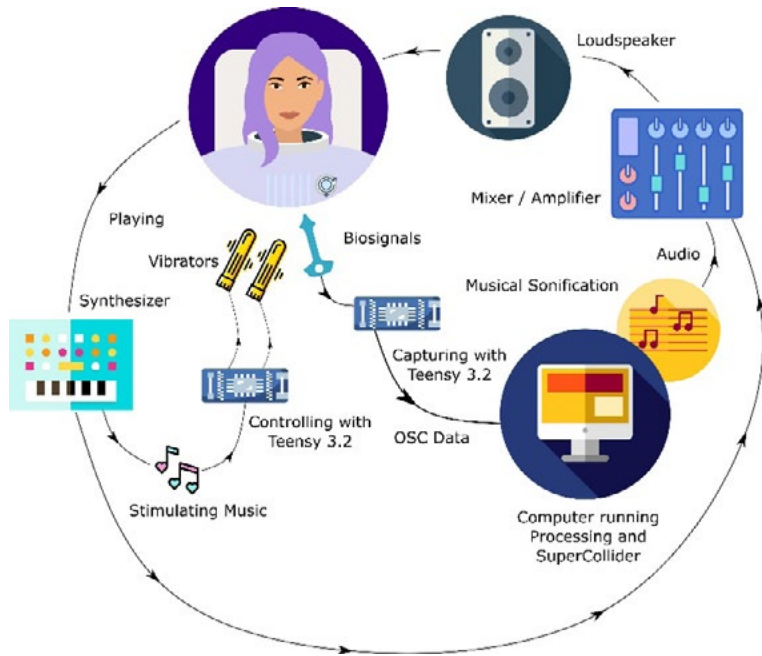 Loudspeaker
Mixer / Amplifier
Playing
Biosignals
Vibrators
Audio
Synthesizer
Musical Sonification
Capturing with
Teensy 3.2
Controlling with
Teensy 3.2
OSC Data
Stimulating Music
Computer running
Processing and
SuperCollider